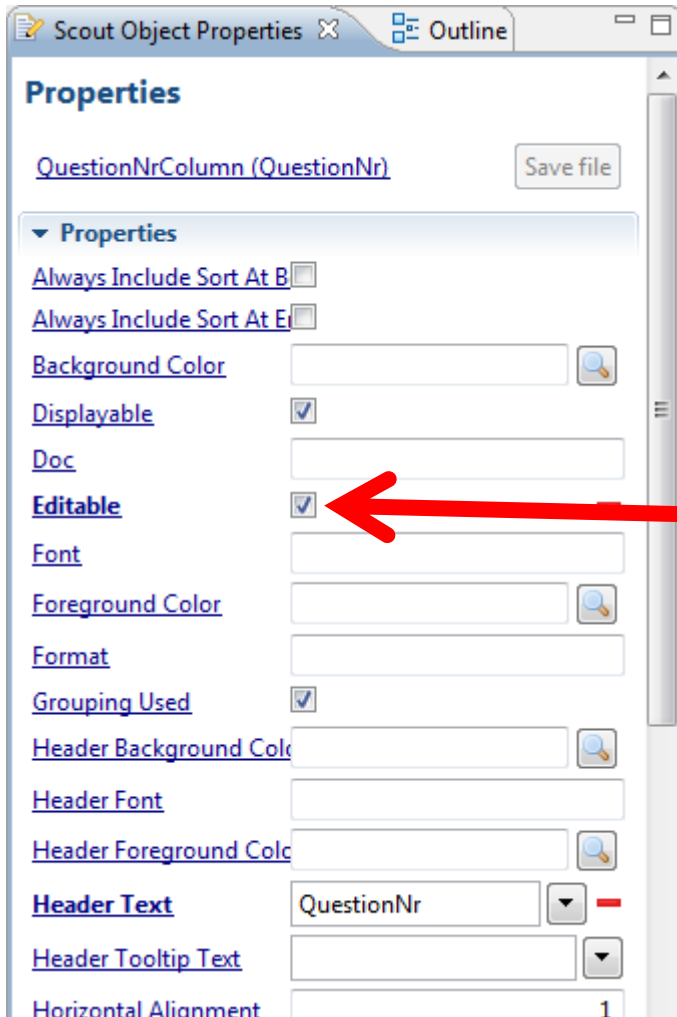 Scout Object Properties Outline
Properties
QuestionNrColumn (QuestionNr) Save file
Properties
Always Include Sort At B
Always Include Sort At E
Background Color
Displayable
Doc
Editable
Font
Foreground Color
Format
Grouping Used
Header Background Colo
Header Font
Header Foreground Colo
Header Text QuestionNr
Header Tooltip Text
Horizontal Alignment 1